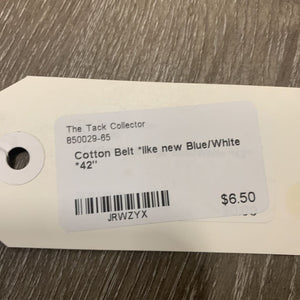 The Tack Collector
850029-65
Cotton Belt *like new Blue/White
*42"
$6.50
JRWZYX